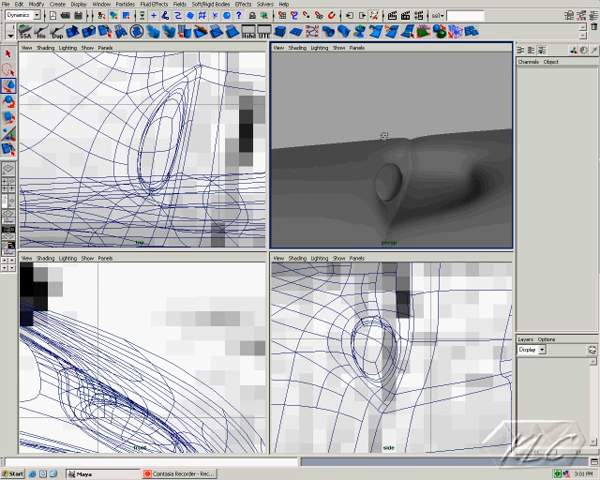 File Edit Modify Create Display Window Particles Fluid Effects Fields Soft/Rigid Bodies Effects Solvers Help
Dynamics
View Shading Lighting Show Panels
View Shading Lighting Show Panels
Channels Object
top
persp
View Shading Lighting Show Panels
View Shading Lighting Show Panels
Layers Options
Display
front
side
YLC
Start
Maya
Camtasia Recorder - Rec...
3:01 PM